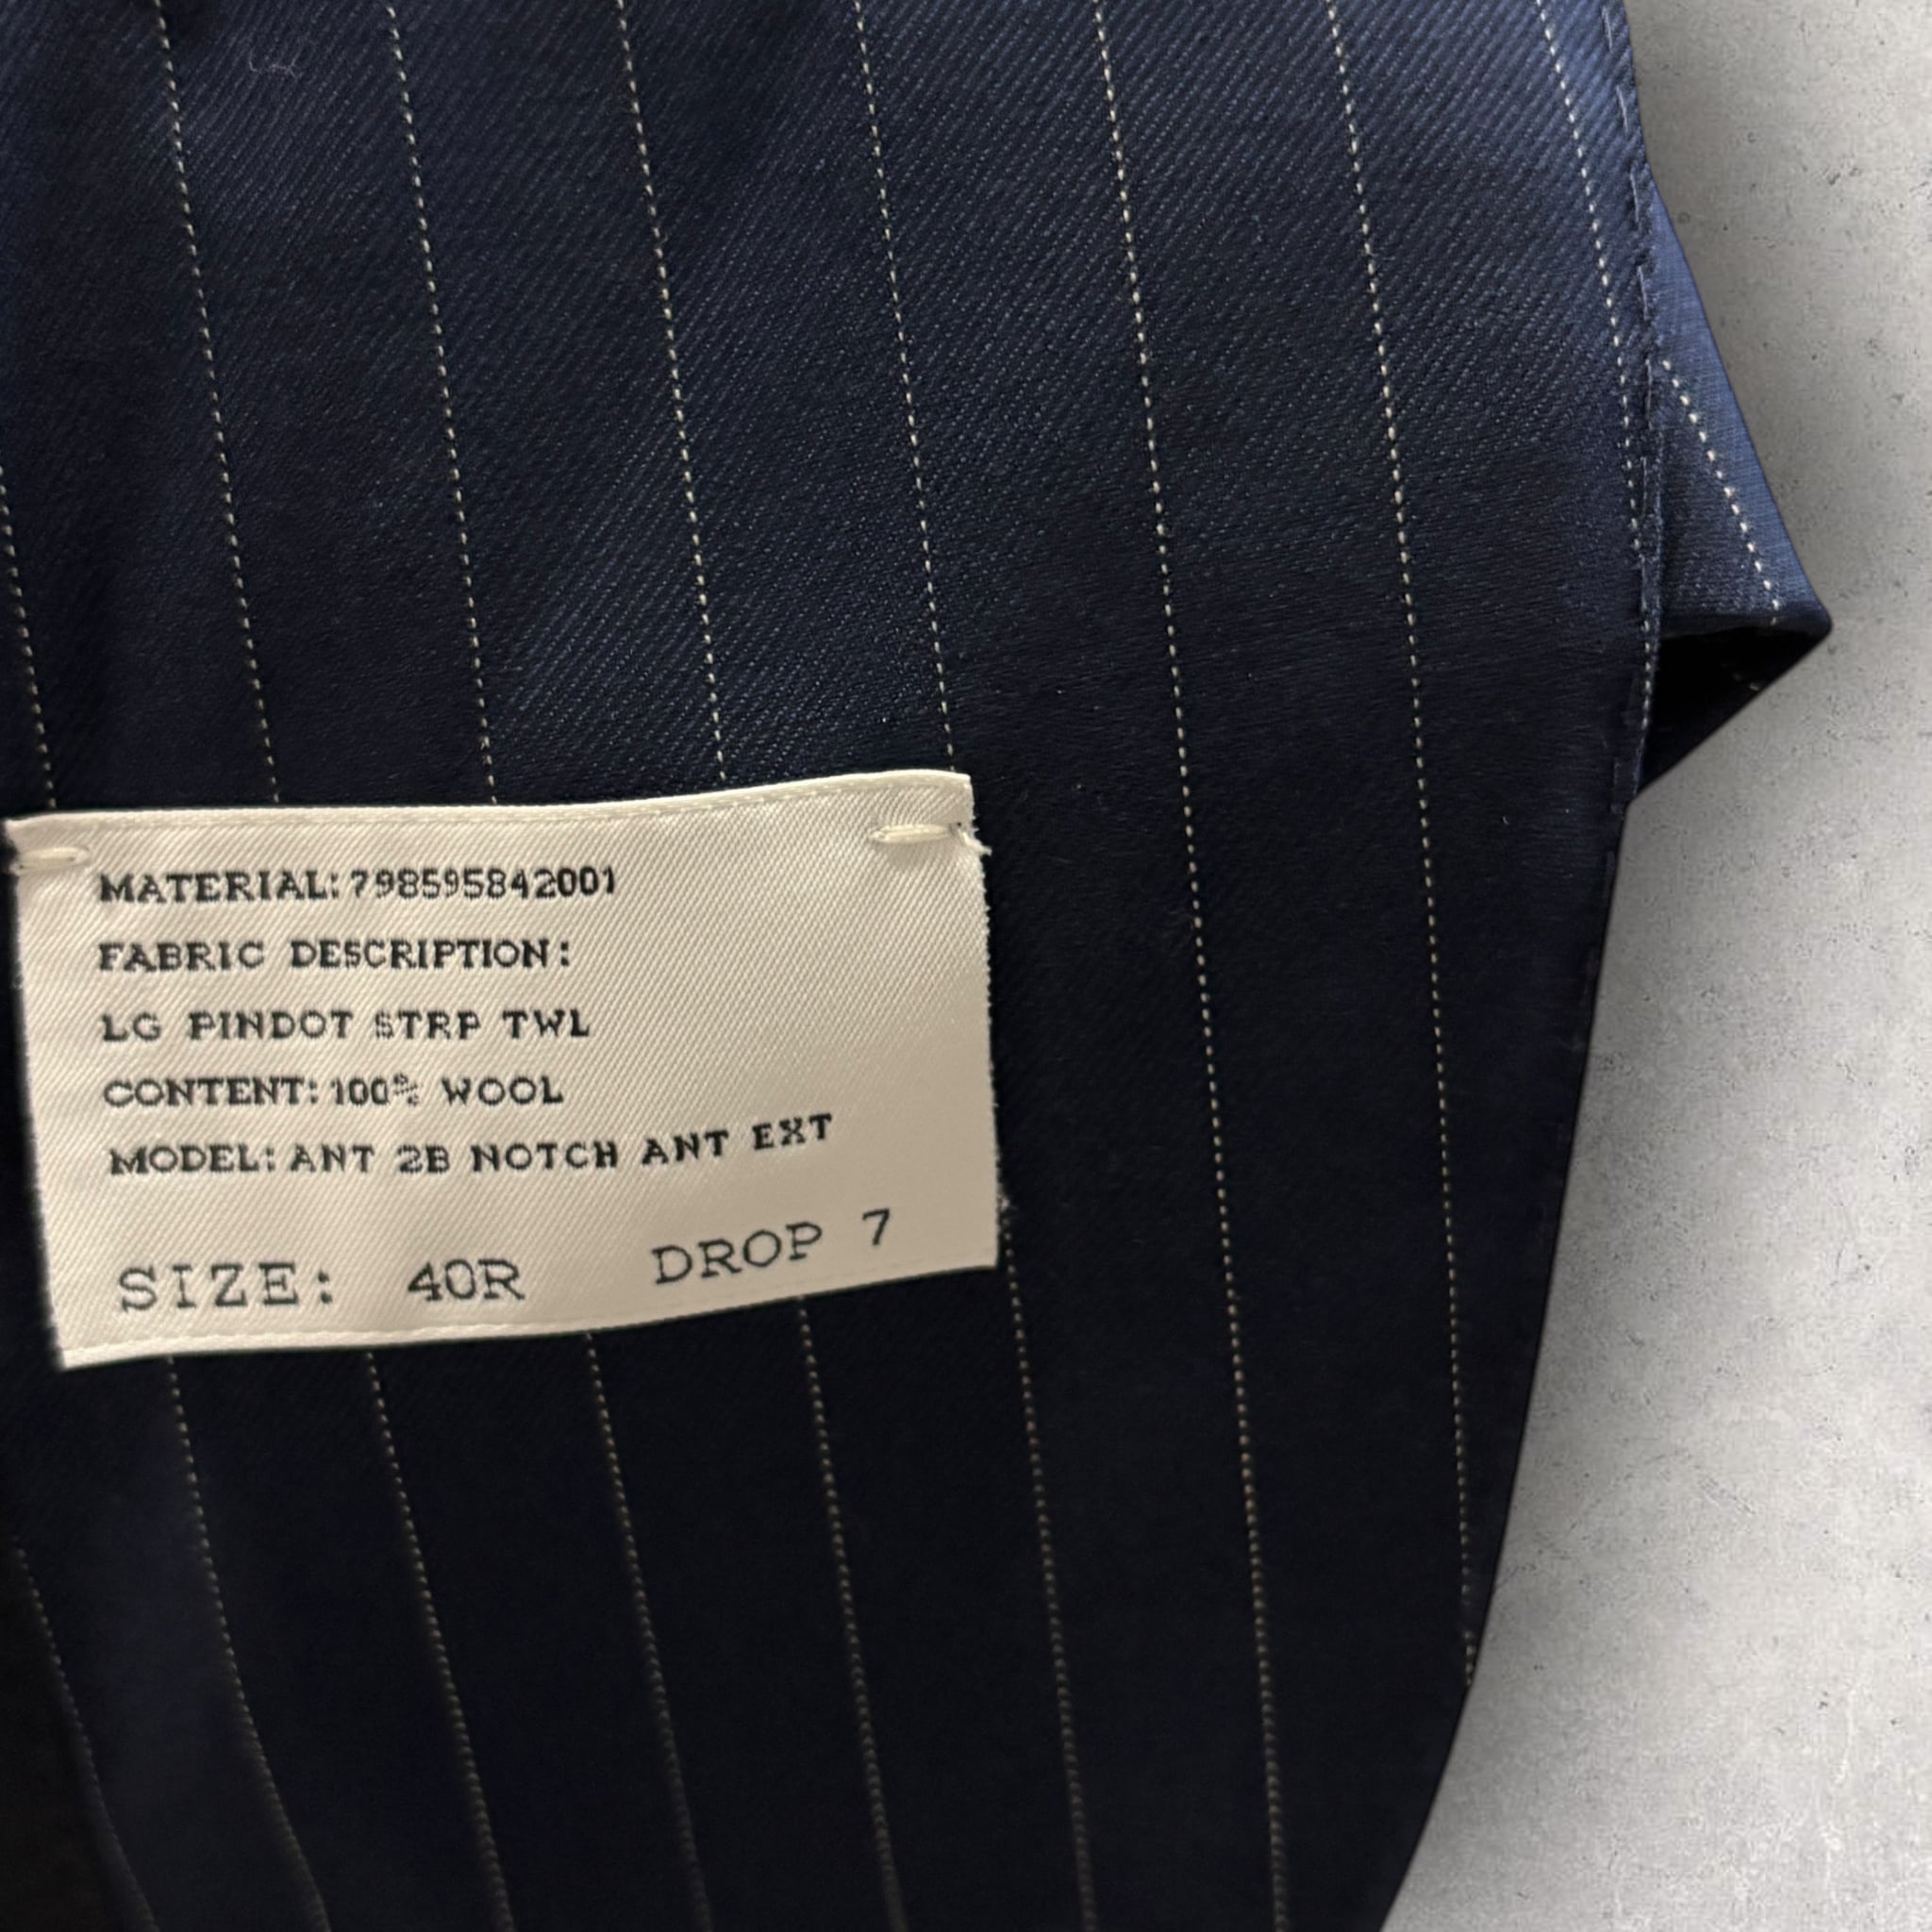 MATERIAL: 798595842001
FABRIC DESCRIPTION:
LG PINDOT STRP TWL
CONTENT: 100% WOOL
MODEL: ANT 2B NOTCH ANT EXT
SIZE: 40R DROP 7